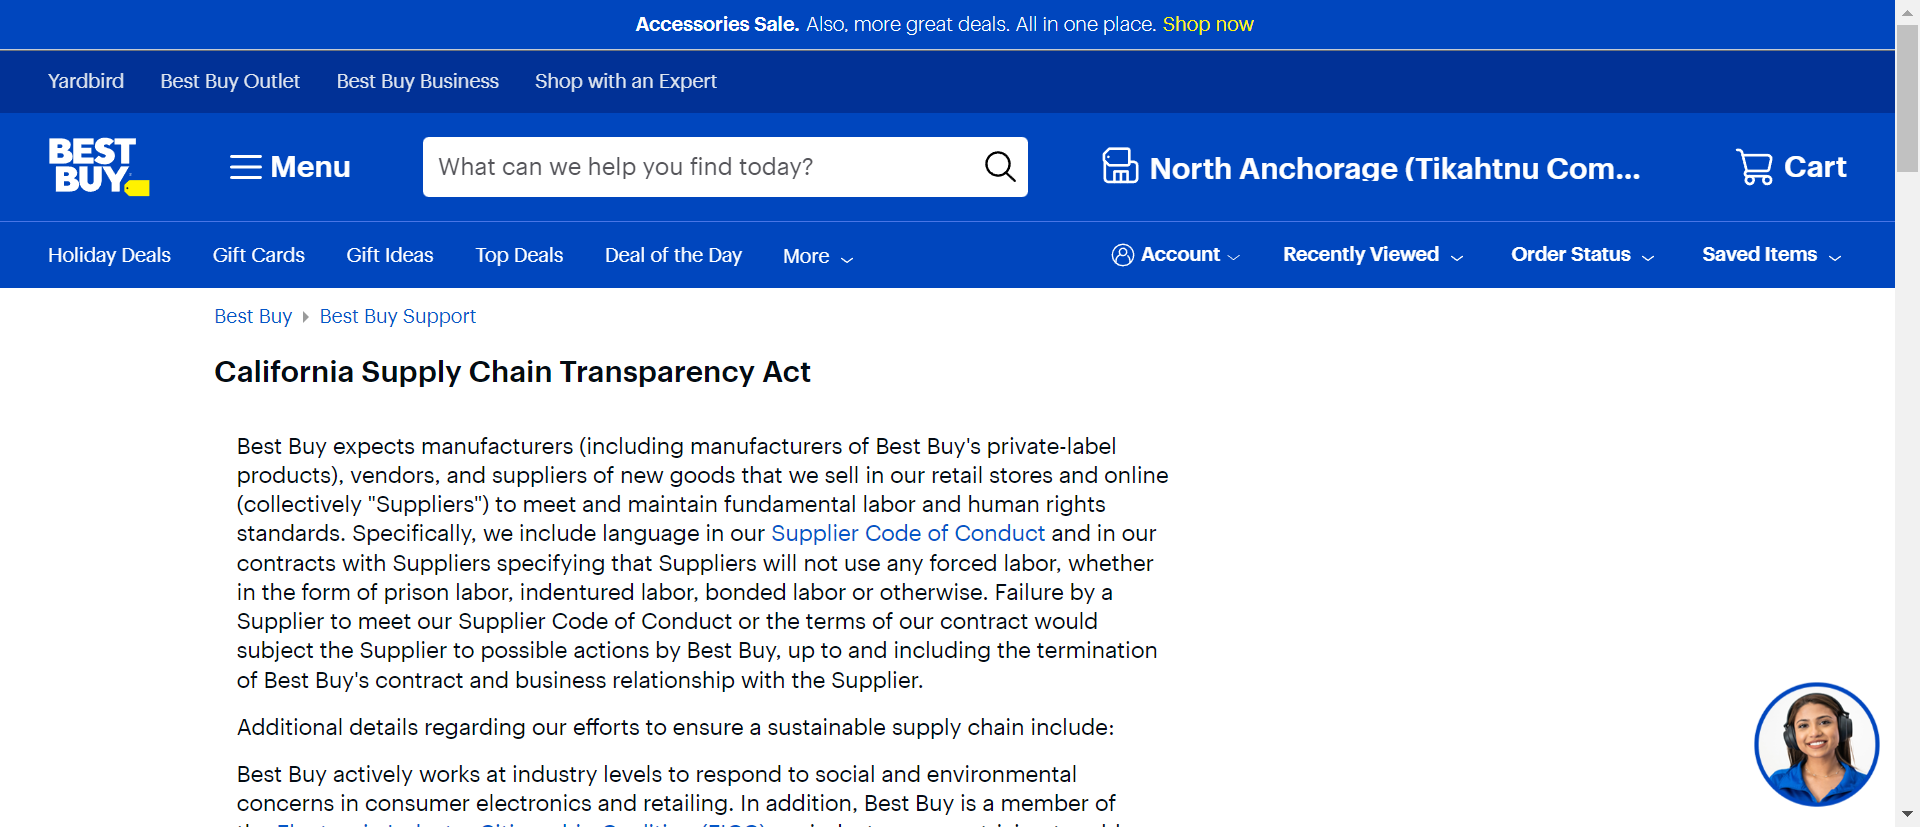 Accessories Sale. Also, more great deals. All in one place. Shop now
Yardbird Best Buy Outlet Best Buy Business Shop with an Expert
BEST BUY
Menu
What can we help you find today?
North Anchorage (Tikahtnu Com...
Cart
Holiday Deals Gift Cards Gift Ideas Top Deals Deal of the Day More Account Recently Viewed Order Status Saved Items
Best Buy Best Buy Support
California Supply Chain Transparency Act
Best Buy expects manufacturers (including manufacturers of Best Buy's private-label
products), vendors, and suppliers of new goods that we sell in our retail stores and online
(collectively "Suppliers") to meet and maintain fundamental labor and human rights
standards. Specifically, we include language in our Supplier Code of Conduct and in our
contracts with Suppliers specifying that Suppliers will not use any forced labor, whether
in the form of prison labor, indentured labor, bonded labor or otherwise. Failure by a
Supplier to meet our Supplier Code of Conduct or the terms of our contract would
subject the Supplier to possible actions by Best Buy, up to and including the termination
of Best Buy's contract and business relationship with the Supplier.
Additional details regarding our efforts to ensure a sustainable supply chain include:
Best Buy actively works at industry levels to respond to social and environmental
concerns in consumer electronics and retailing. In addition, Best Buy is a member of